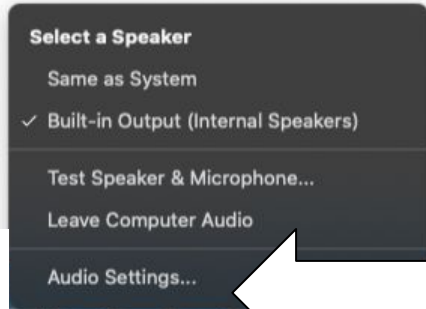 Select a Speaker
Same as System
✓ Built-in Output (Internal Speakers)
Test Speaker & Microphone...
Leave Computer Audio
Audio Settings...